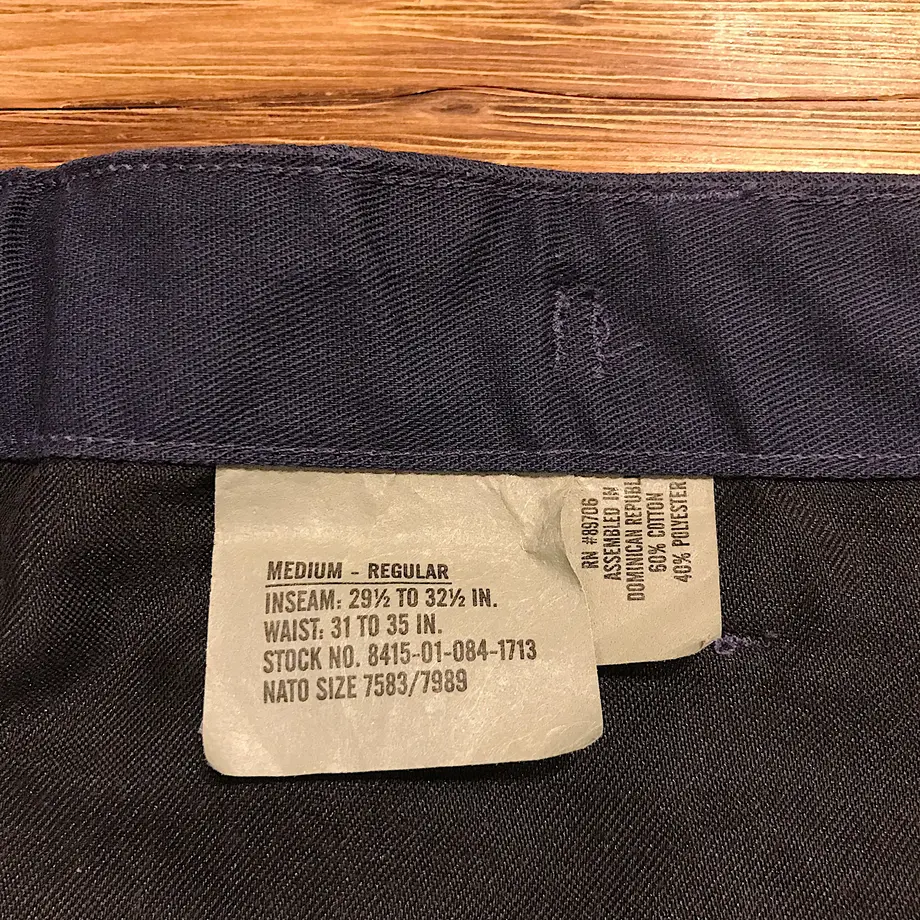 MEDIUM - REGULAR
INSEAM: 29½ TO 32½ IN.
WAIST: 31 TO 35 IN.
STOCK NO. 8415-01-084-1713
NATO SIZE 7583/7989
RN #89706
ASSEMBLED IN
DOMINICAN REPUBL
60% COTTON
40% POLYESTER